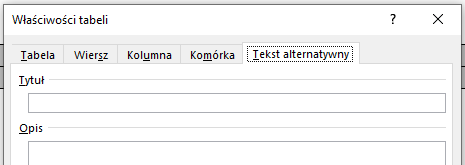 Właściwości tabeli
Tabela Wiersz Kolumna Komórka Tekst alternatywny
Tytuł
Opis